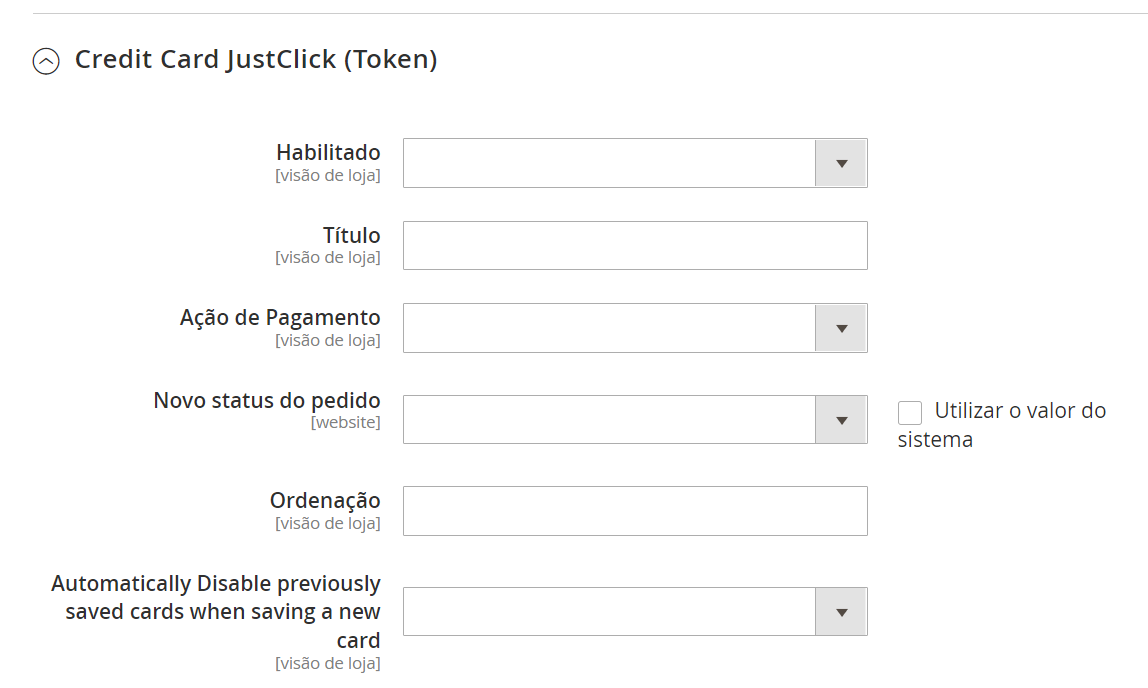 Credit Card JustClick (Token)
Habilitado
[visão de loja]
Título
[visão de loja]
Ação de Pagamento
[visão de loja]
Novo status do pedido
[website]
Utilizar o valor do
sistema
Ordenação
[visão de loja]
Automatically Disable previously
saved cards when saving a new
card
[visão de loja]